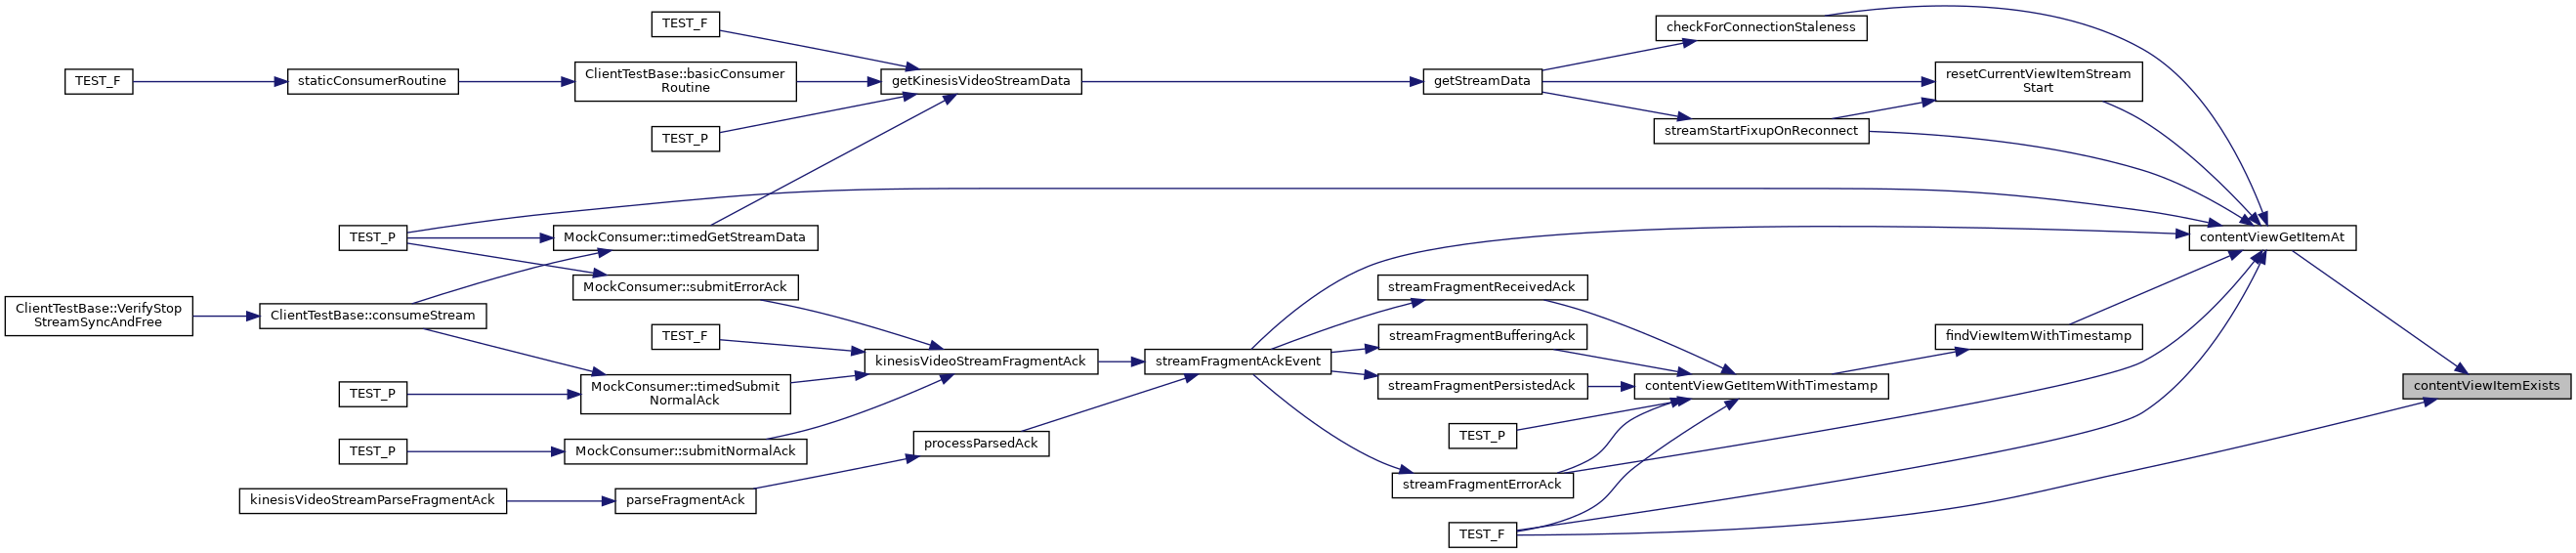 TEST_F
checkForConnectionStaleness
TEST_F
staticConsumerRoutine
ClientTestBase::basicConsumer
Routine
getKinesisVideoStreamData
getStreamData
resetCurrentViewItemStream
Start
TEST_P
streamStartFixupOnReconnect
TEST_P
MockConsumer::timedGetStreamData
contentViewGetItemAt
MockConsumer::submitErrorAck
streamFragmentReceivedAck
ClientTestBase::VerifyStop
StreamSyncAndFree
ClientTestBase::consumeStream
TEST_F
streamFragmentBufferingAck
findViewItemWithTimestamp
kinesisVideoStreamFragmentAck
streamFragmentAckEvent
TEST_P
MockConsumer::timedSubmit
NormalAck
streamFragmentPersistedAck
contentViewGetItemWithTimestamp
contentViewItemExists
TEST_P
TEST_P
MockConsumer::submitNormalAck
processParsedAck
streamFragmentErrorAck
kinesisVideoStreamParseFragmentAck
parseFragmentAck
TEST_F